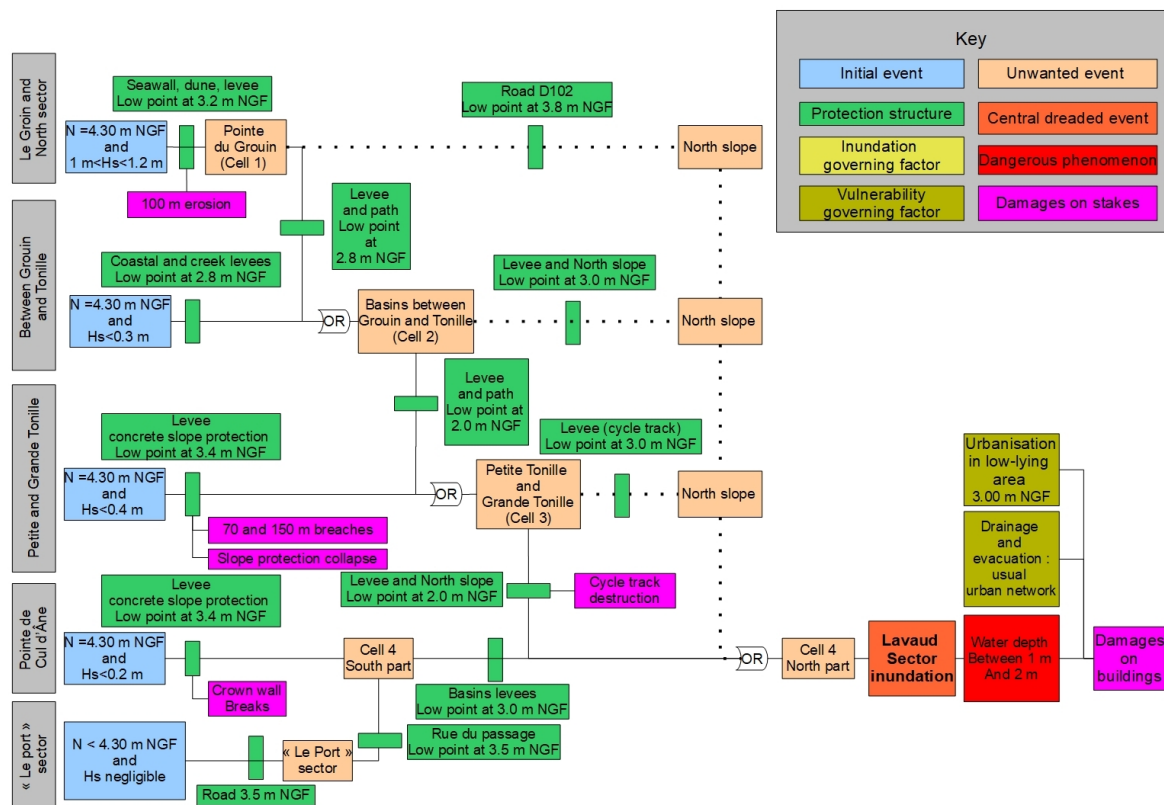 Key
Initial event
Unwanted event
Protection structure
Central dreaded event
Inundation
governing factor
Dangerous phenomenon
Vulnerability
governing factor
Damages on stakes
Le Groin and
North sector
Seawall, dune, levee
Low point at 3.2 m NGF
N =4.30 m NGF
and
1 m<Hs<1.2 m
Pointe
du Grouin
(Cell 1)
100 m erosion
Road D102
Low point at 3.8 m NGF
North slope
Levee
and path
Low point
at
2.8 m NGF
Between Grouin
and Tonille
Coastal and creek levees
Low point at 2.8 m NGF
N =4.30 m NGF
and
Hs<0.3 m
OR
Basins between
Grouin and Tonille
(Cell 2)
Levee and North slope
Low point at 3.0 m NGF
North slope
Levee
and path
Low point at
2.0 m NGF
Petite and Grande Tonille
Levee
concrete slope protection
Low point at 3.4 m NGF
N =4.30 m NGF
and
Hs<0.4 m
70 and 150 m breaches
Slope protection collapse
OR
Petite Tonille
and
Grande Tonille
(Cell 3)
Levee (cycle track)
Low point at 3.0 m NGF
North slope
Levee and North slope
Low point at 2.0 m NGF
Cycle track
destruction
Urbanisation
in low-lying
area
3.00 m NGF
Drainage
and
evacuation :
usual
urban network
Pointe de
Cul d'Âne
Levee
concrete slope protection
Low point at 3.4 m NGF
N =4.30 m NGF
and
Hs<0.2 m
Crown wall
Breaks
Cell 4
South part
Basins levees
Low point at 3.0 m NGF
OR
Cell 4
North part
Lavaud
Sector
inundation
Water depth
Between 1 m
And 2 m
Damages
on
buildings
« Le port »
sector
N < 4.30 m NGF
and
Hs negligible
Road 3.5 m NGF
« Le Port »
sector
Rue du passage
Low point at 3.5 m NGF